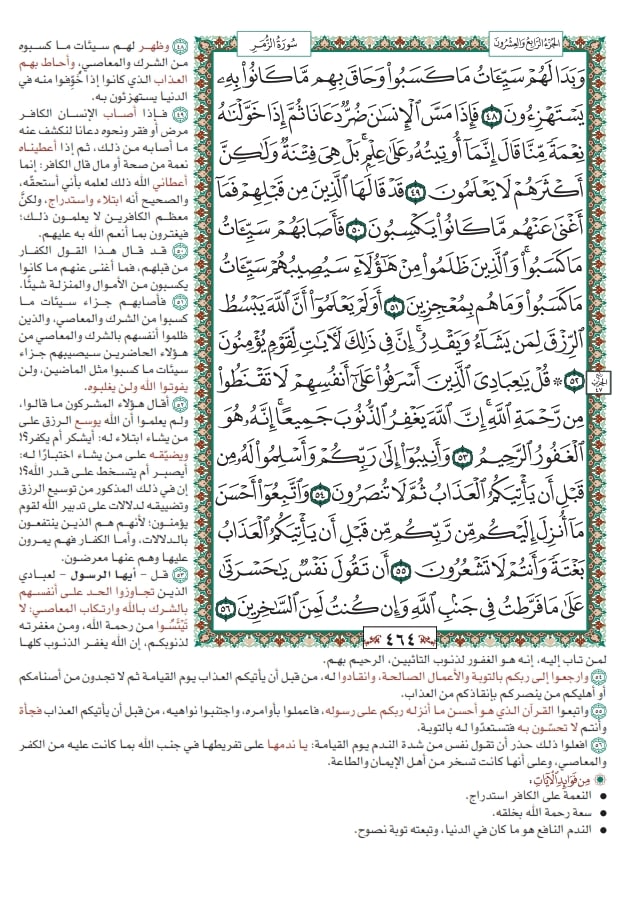 الجزء الرابع والعشرون
سورة الزمر
وَبَدَا لَهُمْ سَيِّـَٔاتُ مَا كَسَبُوا۟ وَحَاقَ بِهِم مَّا كَانُوا۟ بِهِۦ
يَسْتَهْزِءُونَ ٤٨ فَإِذَا مَسَّ ٱلْإِنسَٰنَ ضُرٌّ دَعَانَا ثُمَّ إِذَا خَوَّلْنَٰهُ
نِعْمَةً مِّنَّا قَالَ إِنَّمَآ أُوتِيتُهُۥ عَلَىٰ عِلْمٍۭ ۚ بَلْ هِىَ فِتْنَةٌ وَلَٰكِنَّ
أَكْثَرَهُمْ لَا يَعْلَمُونَ ٤٩ قَدْ قَالَهَا ٱلَّذِينَ مِن قَبْلِهِمْ فَمَآ
أَغْنَىٰ عَنْهُم مَّا كَانُوا۟ يَكْسِبُونَ ٥٠ فَأَصَابَهُمْ سَيِّـَٔاتُ
مَا كَسَبُوا۟ ۚ وَٱلَّذِينَ ظَلَمُوا۟ مِنْ هَٰٓؤُلَآءِ سَيُصِيبُهُمْ سَيِّـَٔاتُ
مَا كَسَبُوا۟ وَمَا هُم بِمُعْجِزِينَ ٥١ أَوَلَمْ يَعْلَمُوٓا۟ أَنَّ ٱللَّهَ يَبْسُطُ
ٱلرِّزْقَ لِمَن يَشَآءُ وَيَقْدِرُ ۚ إِنَّ فِى ذَٰلِكَ لَءَايَٰتٍ لِّقَوْمٍ يُؤْمِنُونَ
٥٢ ۞ قُلْ يَٰعِبَادِىَ ٱلَّذِينَ أَسْرَفُوا۟ عَلَىٰٓ أَنفُسِهِمْ لَا تَقْنَطُوا۟
مِن رَّحْمَةِ ٱللَّهِ ۚ إِنَّ ٱللَّهَ يَغْفِرُ ٱلذُّنُوبَ جَمِيعًا ۚ إِنَّهُۥ هُوَ
ٱلْغَفُورُ ٱلرَّحِيمُ ٥٣ وَأَنِيبُوٓا۟ إِلَىٰ رَبِّكُمْ وَأَسْلِمُوا۟ لَهُۥ مِن
قَبْلِ أَن يَأْتِيَكُمُ ٱلْعَذَابُ ثُمَّ لَا تُنصَرُونَ ٥٤ وَٱتَّبِعُوٓا۟ أَحْسَنَ
مَآ أُنزِلَ إِلَيْكُم مِّن رَّبِّكُم مِّن قَبْلِ أَن يَأْتِيَكُمُ ٱلْعَذَابُ
بَغْتَةً وَأَنتُمْ لَا تَشْعُرُونَ ٥٥ أَن تَقُولَ نَفْسٌ يَٰحَسْرَتَىٰ
عَلَىٰ مَا فَرَّطتُ فِى جَنۢبِ ٱللَّهِ وَإِن كُنتُ لَمِنَ ٱلسَّٰخِرِينَ ٥٦
٤٦٤
الحزب
٤٧
٤٨ وظهر لهم سيئات ما كسبوه
من الشرك والمعاصي، وأحاط بهم
العذاب الذي كانوا إذا خُوِّفوا منه في
الدنيا يستهزئون به.
٤٩ فإذا أصاب الإنسان الكافر
مرض أو فقر ونحوه دعانا لنكشف عنه
ما أصابه من ذلك، ثم إذا أعطيناه
نعمة من صحة أو مال قال الكافر: إنما
أعطاني الله ذلك لعلمه بأني أستحقّه،
والصحيح أنه ابتلاء واستدراج، ولكنَّ
معظم الكافرين لا يعلمون ذلك؛
فيغترون بما أنعم الله به عليهم.
٥٠ قد قال هذا القول الكفار
من قبلهم، فما أغنى عنهم ما كانوا
يكسبون من الأموال والمنزلة شيئًا.
٥١ فأصابهم جزاء سيئات ما
كسبوا من الشرك والمعاصي، والذين
ظلموا أنفسهم بالشرك والمعاصي من
هؤلاء الحاضرين سيصيبهم جزاء
سيئات ما كسبوا مثل الماضين، ولن
يفوتوا الله ولن يغلبوه.
٥٢ أقال هؤلاء المشركون ما قالوا،
ولم يعلموا أن الله يوسع الرزق على
من يشاء ابتلاء له: أيشكر أم يكفر؟!
ويضيّقه على من يشاء اختبارًا له:
أيصبر أم يتسخط على قدر الله؟!
إن في ذلك المذكور من توسيع الرزق
وتضييقه لدلالات على تدبير الله لقوم
يؤمنون؛ لأنهم هم الذين ينتفعون
بالدلالات، وأما الكفار فهم يمرون
عليها وهم عنها معرضون.
٥٣ قل - أيها الرسول - لعبادي
الذين تجاوزوا الحد على أنفسهم
بالشرك بالله وارتكاب المعاصي: لا
تَيْئَسُوا من رحمة الله، ومن مغفرته
لذنوبكم، إن الله يغفر الذنوب كلها
لمن تاب إليه، إنه هو الغفور لذنوب التائبين، الرحيم بهم.
٥٤ وارجعوا إلى ربكم بالتوبة والأعمال الصالحة، وانقادوا له، من قبل أن يأتيكم العذاب يوم القيامة ثم لا تجدون من أصنامكم
أو أهليكم من ينصركم بإنقاذكم من العذاب.
٥٥ واتبعوا القرآن الذي هو أحسن ما أنزله ربكم على رسوله، فاعملوا بأوامره، واجتنبوا نواهيه، من قبل أن يأتيكم العذاب فجأة
وأنتم لا تحسّون به فتستعدّوا له بالتوبة.
٥٦ افعلوا ذلك حذر أن تقول نفس من شدة الندم يوم القيامة: يا ندمها على تفريطها في جنب الله بما كانت عليه من الكفر
والمعاصي، وعلى أنها كانت تسخر من أهل الإيمان والطاعة.
من فوائد الآيات:
• النعمة على الكافر استدراج.
• سعة رحمة الله بخلقه.
• الندم النافع هو ما كان في الدنيا، وتبعته توبة نصوح.